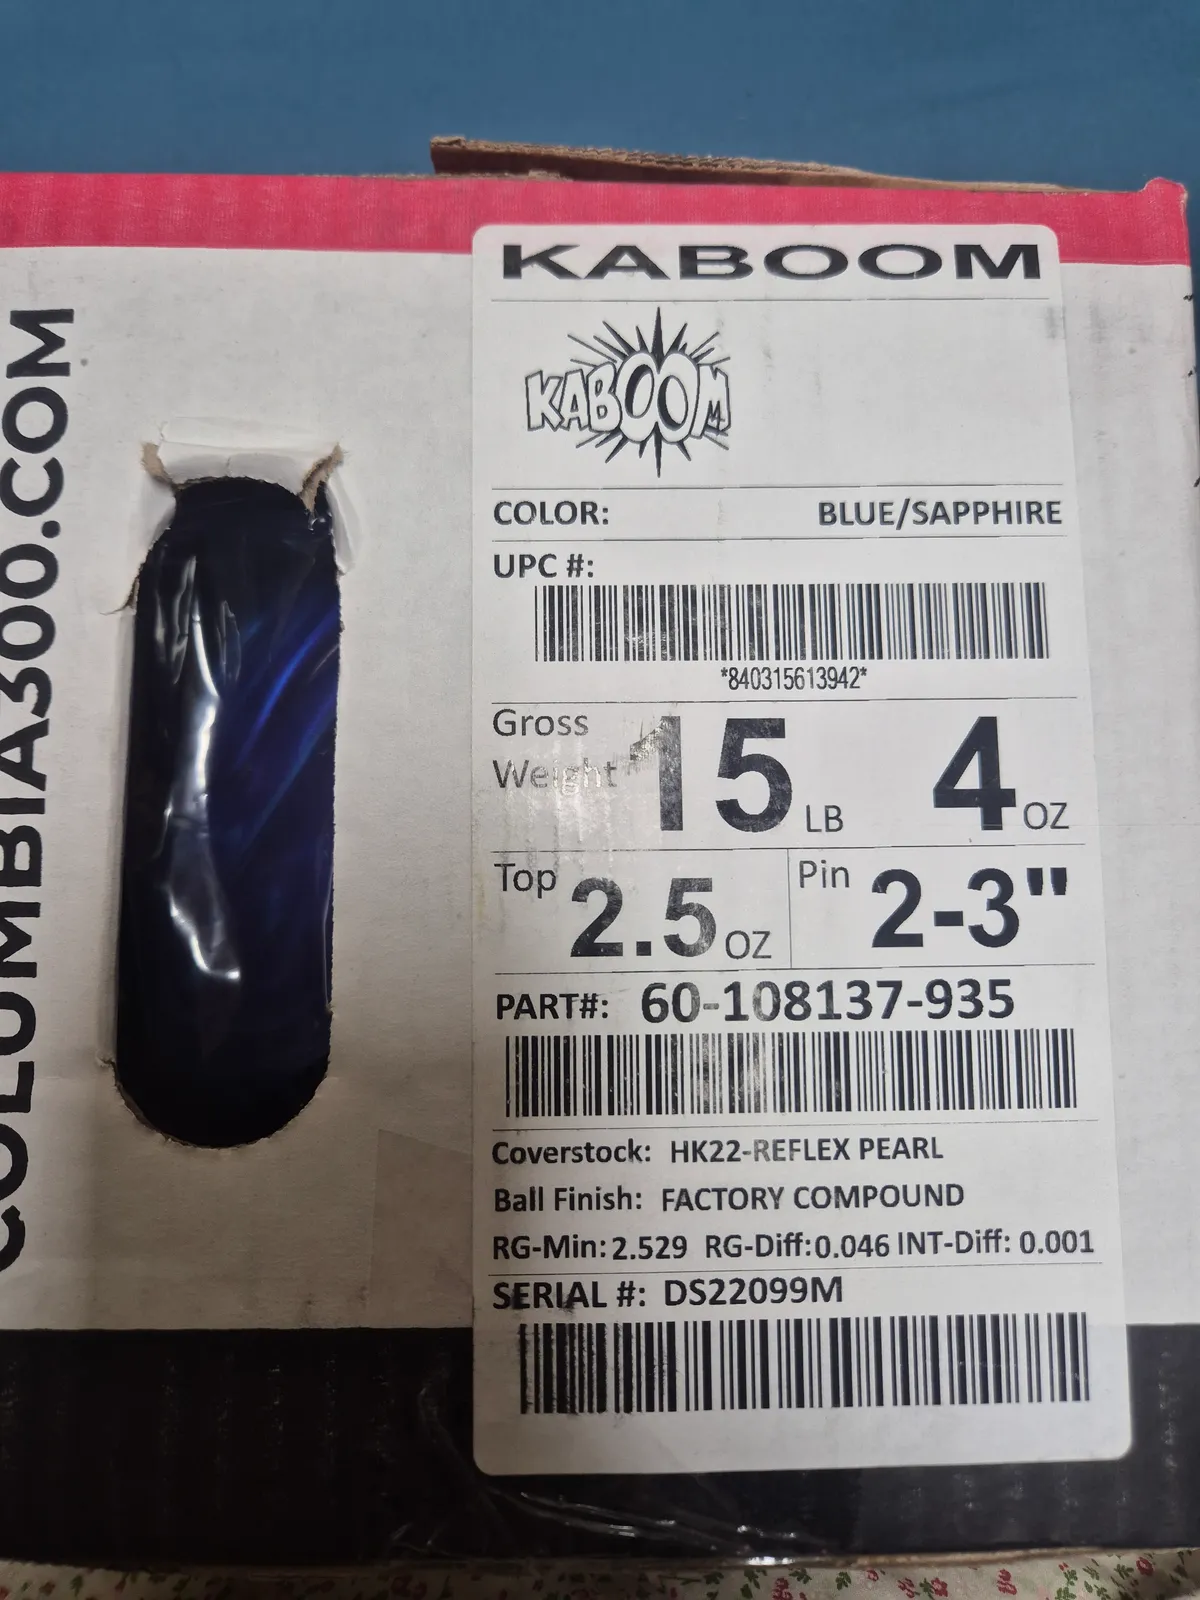 COLUMBIA300.COM
KABOOM
KABOOM
COLOR: BLUE/SAPPHIRE
UPC #:
*840315613942*
Gross Weight 15 LB 4 OZ
Top 2.5 OZ Pin 2-3"
PART#: 60-108137-935
Coverstock: HK22-REFLEX PEARL
Ball Finish: FACTORY COMPOUND
RG-Min: 2.529 RG-Diff: 0.046 INT-Diff: 0.001
SERIAL #: DS22099M